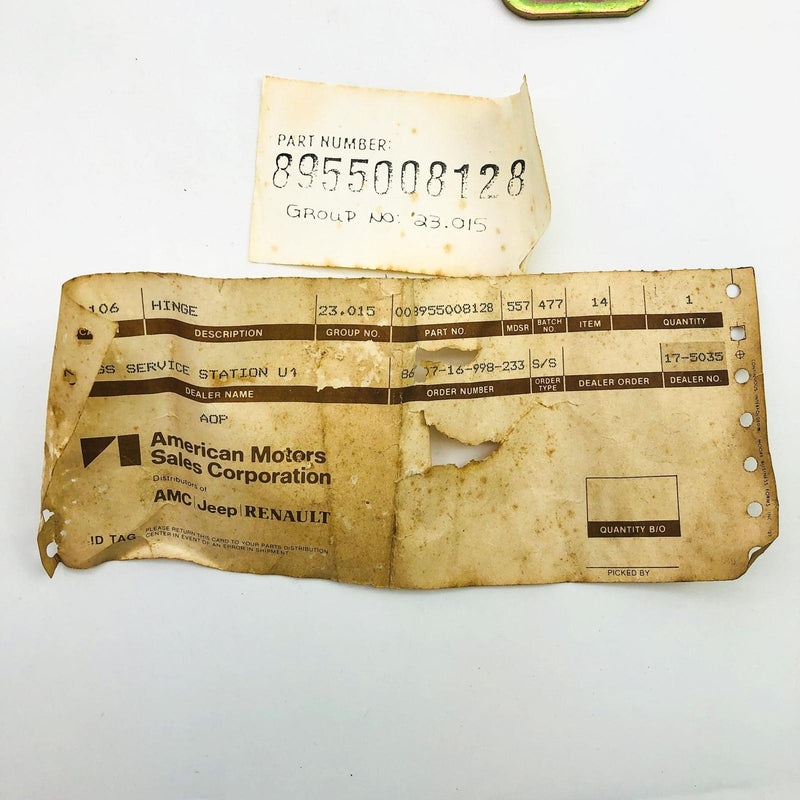 PART NUMBER:
8955008128
GROUP NO: 23.015
106 HINGE 23.015 008955008128 557 477 14 1
DESCRIPTION GROUP NO. PART NO. MDSR BATCH NO. ITEM QUANTITY
SERVICE STATION U1 86 07-16-998-233 S/S 17-5035
DEALER NAME ORDER NUMBER ORDER TYPE DEALER ORDER DEALER NO.
AOP
American Motors
Sales Corporation
Distributors of
AMC|Jeep|RENAULT
ID TAG
PLEASE RETURN THIS CARD TO YOUR PARTS DISTRIBUTION
CENTER IN EVENT OF AN ERROR IN SHIPMENT
QUANTITY B/O
PICKED BY